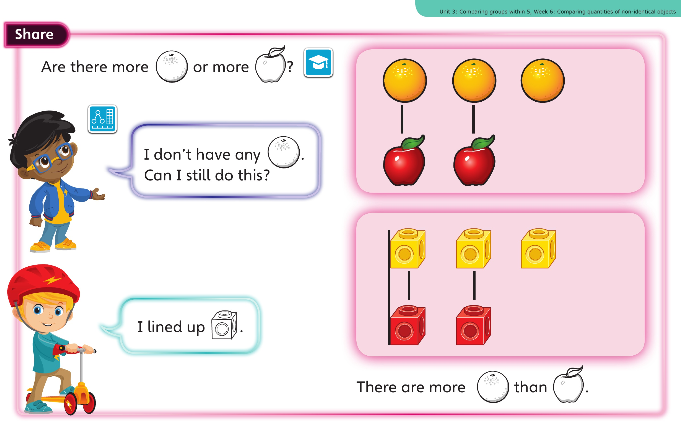 Unit 3: Comparing groups within 5, Week 6: Comparing quantities of non-identical objects
Share
Are there more or more ?
I don't have any .
Can I still do this?
I lined up .
There are more than .